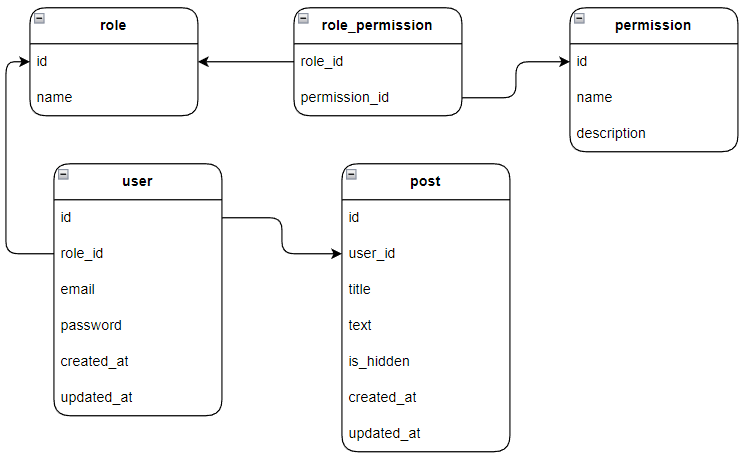 role
id
name
role_permission
role_id
permission_id
permission
id
name
description
user
id
role_id
email
password
created_at
updated_at
post
id
user_id
title
text
is_hidden
created_at
updated_at